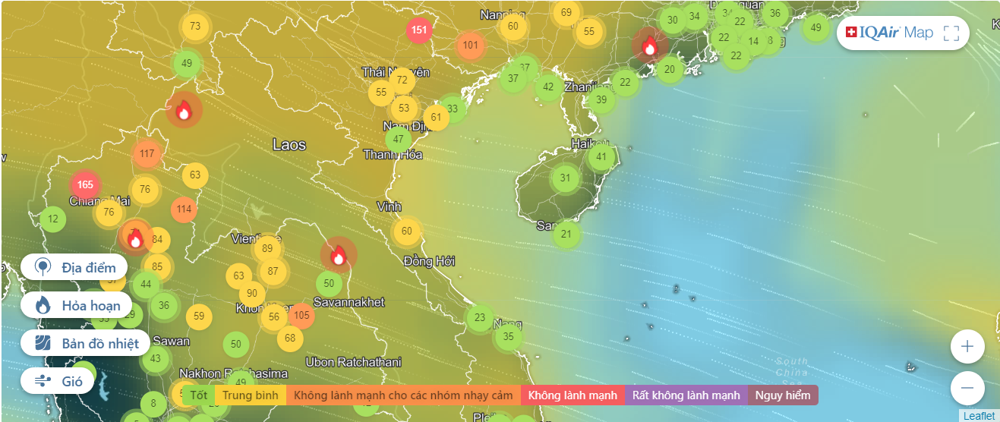 Nanning
69
73
60
55
151
101
49
30
34
34
22
36
49
22
14
8
22
20
IQAir Map
Thái Nguyên
72
55
53
61
33
37
37
42
Zhanjiang
22
39
Nam Định
47
Thanh Hóa
Laos
Haikou
41
31
117
63
165
76
Chiang Mai
76
114
12
Vinh
60
21
84
Vientiane
89
Đồng Hới
85
63
87
44
90
50
Savannakhet
36
59
56
105
68
29
23
Nang
35
Sawan
50
43
Ubon Ratchathani
Nakhon Ratchasima
49
8
Địa điểm
Hỏa hoạn
Bản đồ nhiệt
Gió
Tốt
Trung bình
Không lành mạnh cho các nhóm nhạy cảm
Không lành mạnh
Rất không lành mạnh
Nguy hiểm
South
China
Sea
+
−
Leaflet